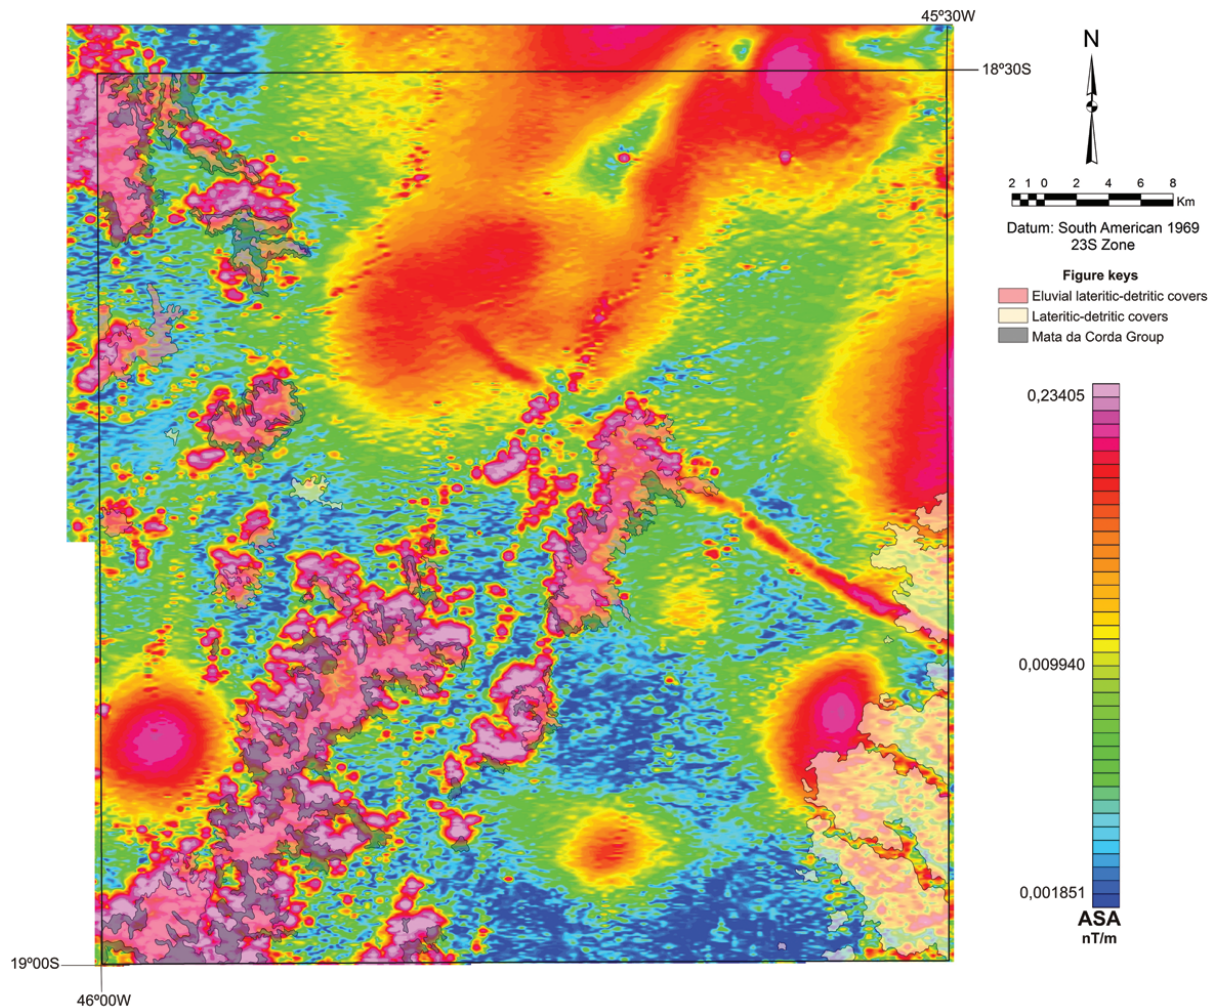 45º30W
N
18º30S
2 1 0 2 4 6 8
Km
Datum: South American 1969
23S Zone
Figure keys
Eluvial lateritic-detritic covers
Lateritic-detritic covers
Mata da Corda Group
0,23405
0,009940
0,001851
ASA
nT/m
19º00S
46º00W